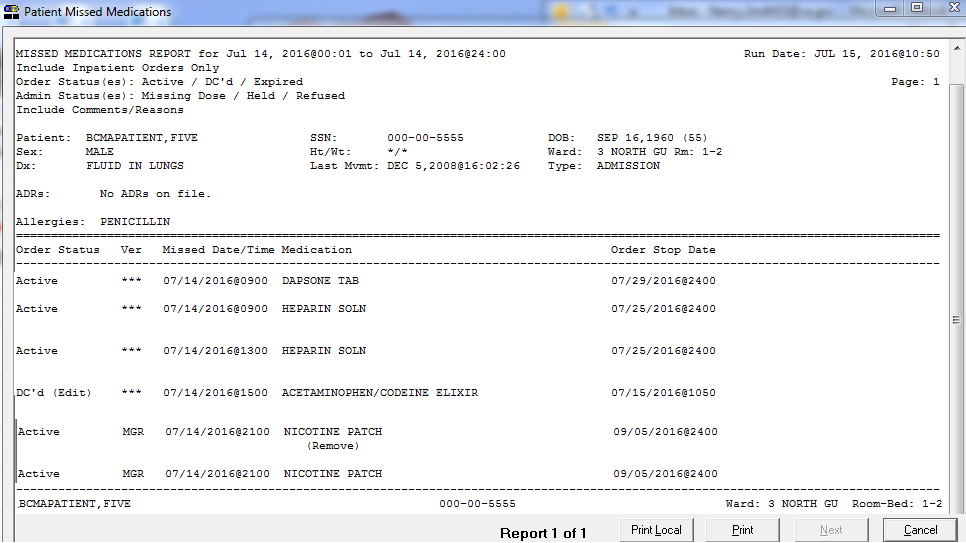 Patient Missed Medications
MISSED MEDICATIONS REPORT for Jul 14, 2016@00:01 to Jul 14, 2016@24:00 Run Date: JUL 15, 2016@10:50
Include Inpatient Orders Only
Order Status(es): Active / DC'd / Expired Page: 1
Admin Status(es): Missing Dose / Held / Refused
Include Comments/Reasons
Patient: BCMAPATIENT,FIVE SSN: 000-00-5555 DOB: SEP 16,1960 (55)
Sex: MALE Ht/Wt: */* Ward: 3 NORTH GU Rm: 1-2
Dx: FLUID IN LUNGS Last Mvmt: DEC 5,2008@16:02:26 Type: ADMISSION
ADRs: No ADRs on file.
Allergies: PENICILLIN
Order Status Ver Missed Date/Time Medication Order Stop Date
Active *** 07/14/2016@0900 DAPSONE TAB 07/29/2016@2400
Active *** 07/14/2016@0900 HEPARIN SOLN 07/25/2016@2400
Active *** 07/14/2016@1300 HEPARIN SOLN 07/25/2016@2400
DC'd (Edit) *** 07/14/2016@1500 ACETAMINOPHEN/CODEINE ELIXIR 07/15/2016@1050
Active MGR 07/14/2016@2100 NICOTINE PATCH 09/05/2016@2400
(Remove)
Active MGR 07/14/2016@2100 NICOTINE PATCH 09/05/2016@2400
BCMAPATIENT,FIVE 000-00-5555 Ward: 3 NORTH GU Room-Bed: 1-2
Report 1 of 1 Print Local Print Next Cancel